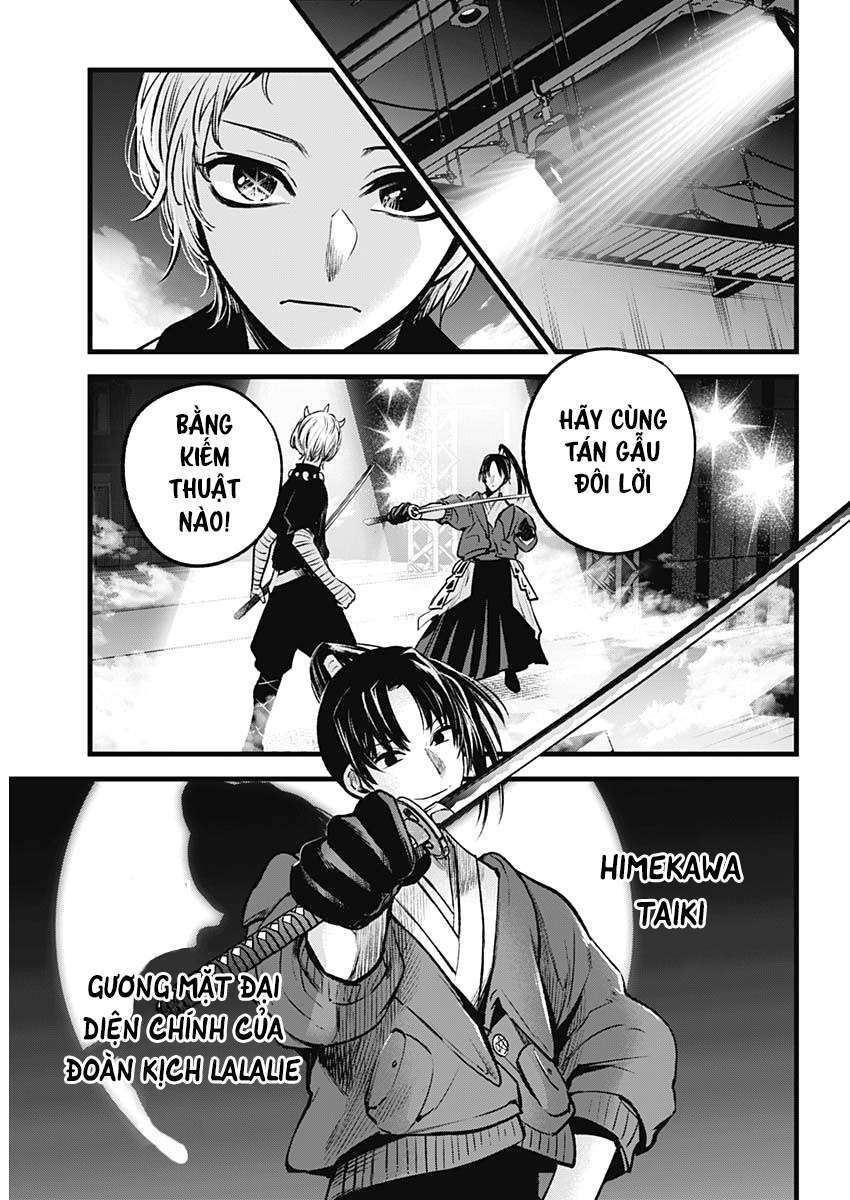 HÃY CÙNG
TÁN GẪU
ĐÔI LỜI
BẰNG
KIẾM
THUẬT
NÀO!
HIMEKAWA
TAIKI
GƯƠNG MẶT ĐẠI
DIỆN CHÍNH CỦA
ĐOÀN KỊCH LALALIE